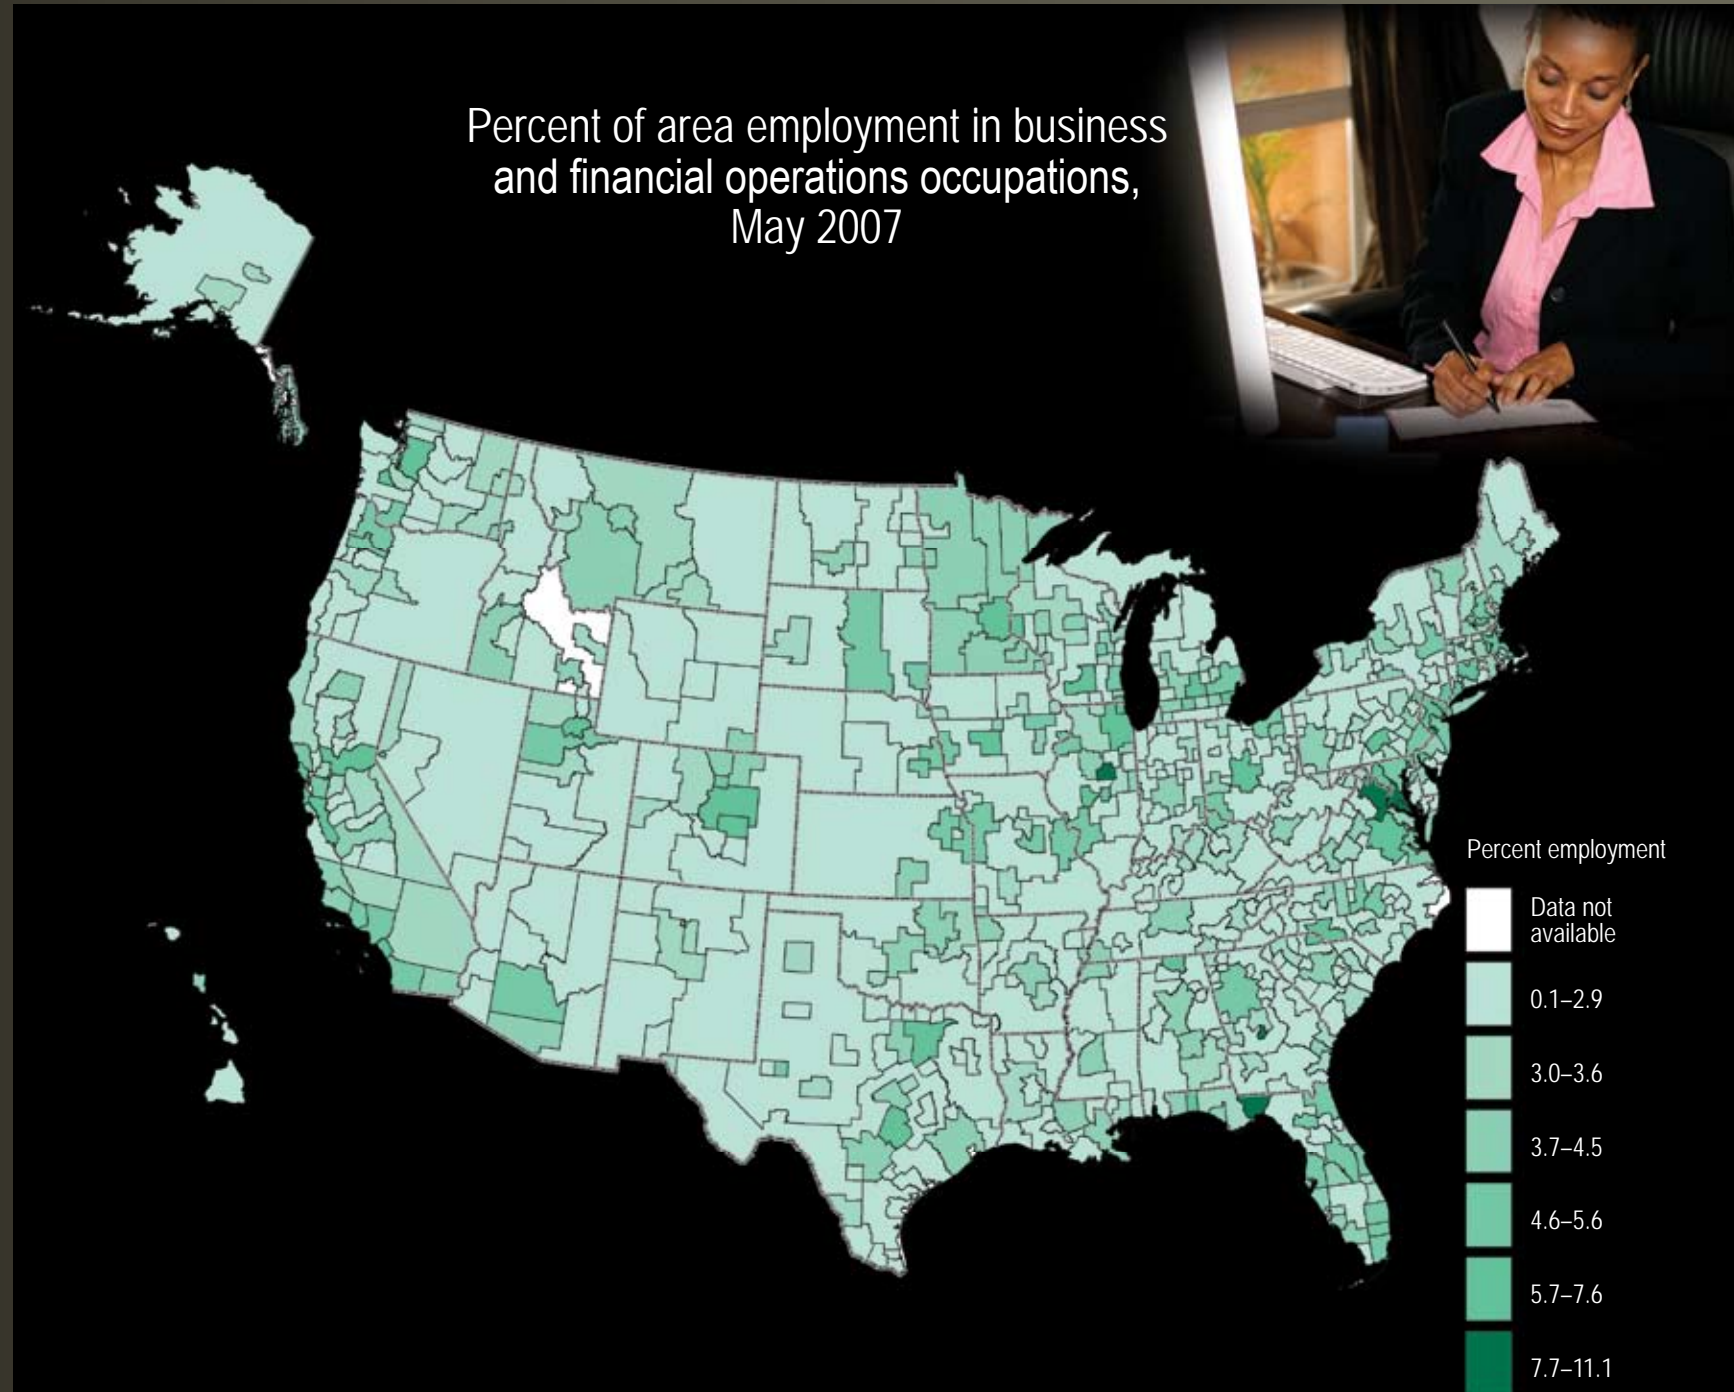 Percent of area employment in business
and financial operations occupations,
May 2007
Percent employment
Data not
available
0.1–2.9
3.0–3.6
3.7–4.5
4.6–5.6
5.7–7.6
7.7–11.1